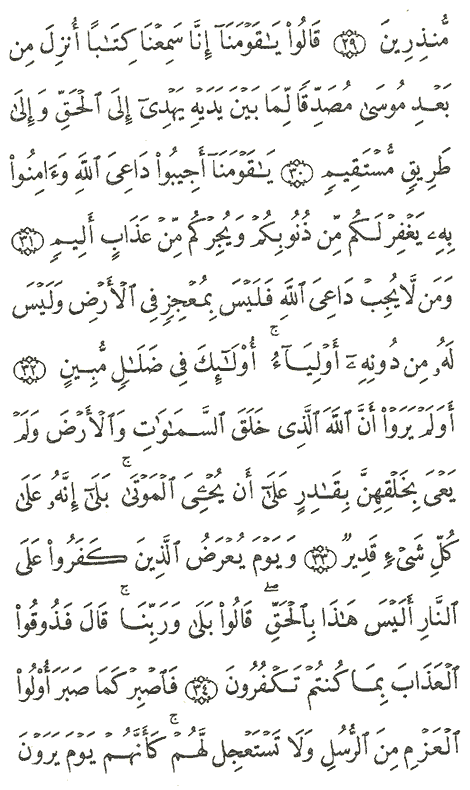 مُّنذِرِينَ ٢٩ قَالُوا۟ يَـٰقَوْمَنَآ إِنَّا سَمِعْنَا كِتَـٰبًا أُنزِلَ مِن
بَعْدِ مُوسَىٰ مُصَدِّقًا لِّمَا بَيْنَ يَدَيْهِ يَهْدِىٓ إِلَى ٱلْحَقِّ وَإِلَىٰ
طَرِيقٍ مُّسْتَقِيمٍ ٣٠ يَـٰقَوْمَنَآ أَجِيبُوا۟ دَاعِىَ ٱللَّهِ وَءَامِنُوا۟
بِهِۦ يَغْفِرْ لَكُم مِّن ذُنُوبِكُمْ وَيُجِرْكُم مِّنْ عَذَابٍ أَلِيمٍ ٣١
وَمَن لَّا يُجِبْ دَاعِىَ ٱللَّهِ فَلَيْسَ بِمُعْجِزٍ فِى ٱلْأَرْضِ وَلَيْسَ
لَهُۥ مِن دُونِهِۦٓ أَوْلِيَآءُ ۚ أُو۟لَـٰٓئِكَ فِى ضَلَـٰلٍ مُّبِينٍ ٣٢
أَوَلَمْ يَرَوْا۟ أَنَّ ٱللَّهَ ٱلَّذِى خَلَقَ ٱلسَّمَـٰوَٰتِ وَٱلْأَرْضَ وَلَمْ
يَعْىَ بِخَلْقِهِنَّ بِقَـٰدِرٍ عَلَىٰٓ أَن يُحْـِۧىَ ٱلْمَوْتَىٰ ۚ بَلَىٰٓ إِنَّهُۥ عَلَىٰ
كُلِّ شَىْءٍ قَدِيرٌ ٣٣ وَيَوْمَ يُعْرَضُ ٱلَّذِينَ كَفَرُوا۟ عَلَى
ٱلنَّارِ أَلَيْسَ هَـٰذَا بِٱلْحَقِّ ۖ قَالُوا۟ بَلَىٰ وَرَبِّنَا ۚ قَالَ فَذُوقُوا۟
ٱلْعَذَابَ بِمَا كُنتُمْ تَكْفُرُونَ ٣٤ فَٱصْبِرْ كَمَا صَبَرَ أُو۟لُوا۟
ٱلْعَزْمِ مِنَ ٱلرُّسُلِ وَلَا تَسْتَعْجِل لَّهُمْ ۚ كَأَنَّهُمْ يَوْمَ يَرَوْنَ